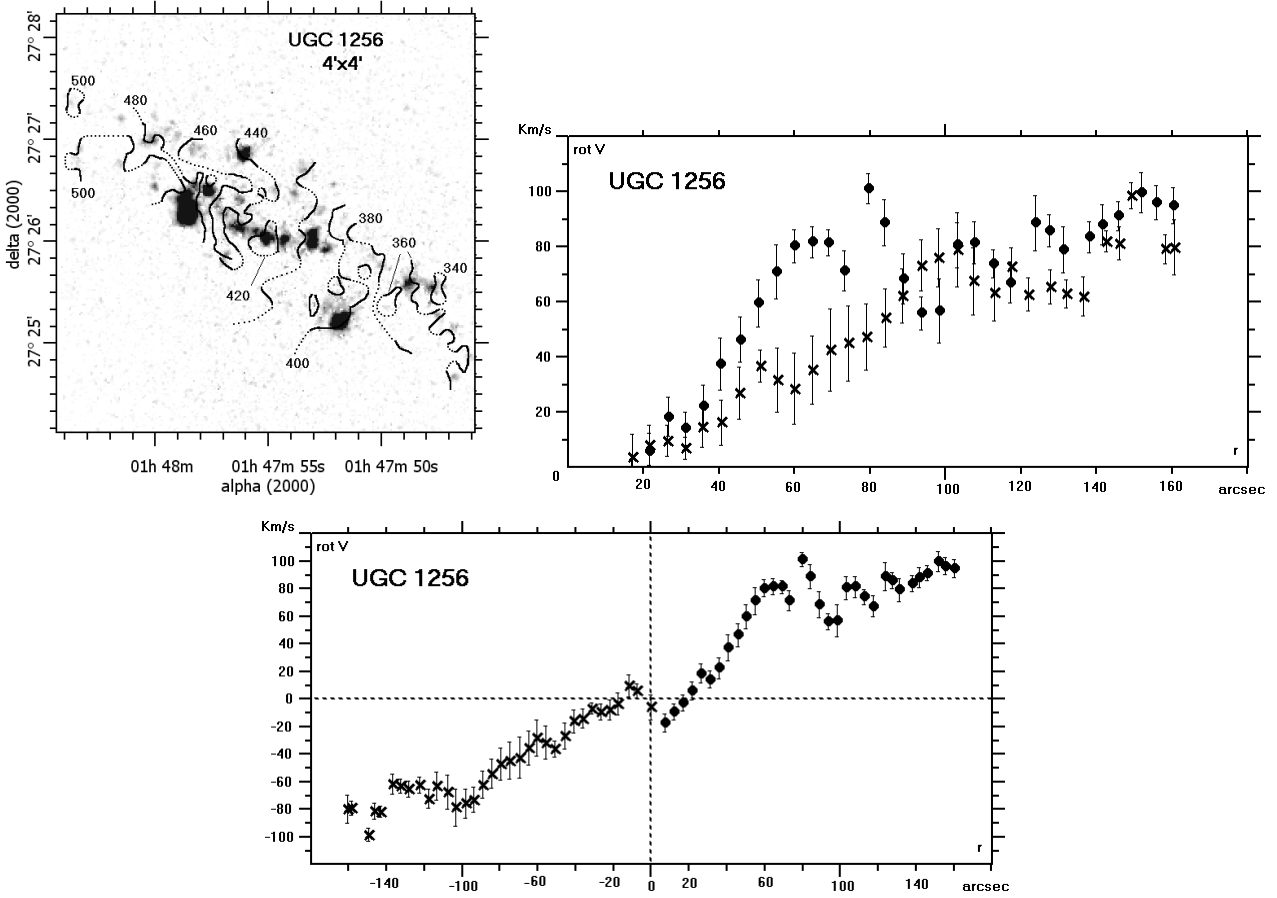 UGC 1256
4'x4'
28'
27°
500
480
460
440
27'
27°
500
380
360
340
26'
27°
420
25'
27°
400
delta (2000)
01h 48m 01h 47m 55s 01h 47m 50s
alpha (2000)
Km/s
rot V
UGC 1256
100
80
60
40
20
0
r
20 40 60 80 100 120 140 160
arcsec
Km/s
rot V
UGC 1256
100
80
60
40
20
0
-20
-40
-60
-80
-100
r
-140 -100 -60 -20 0 20 60 100 140 arcsec